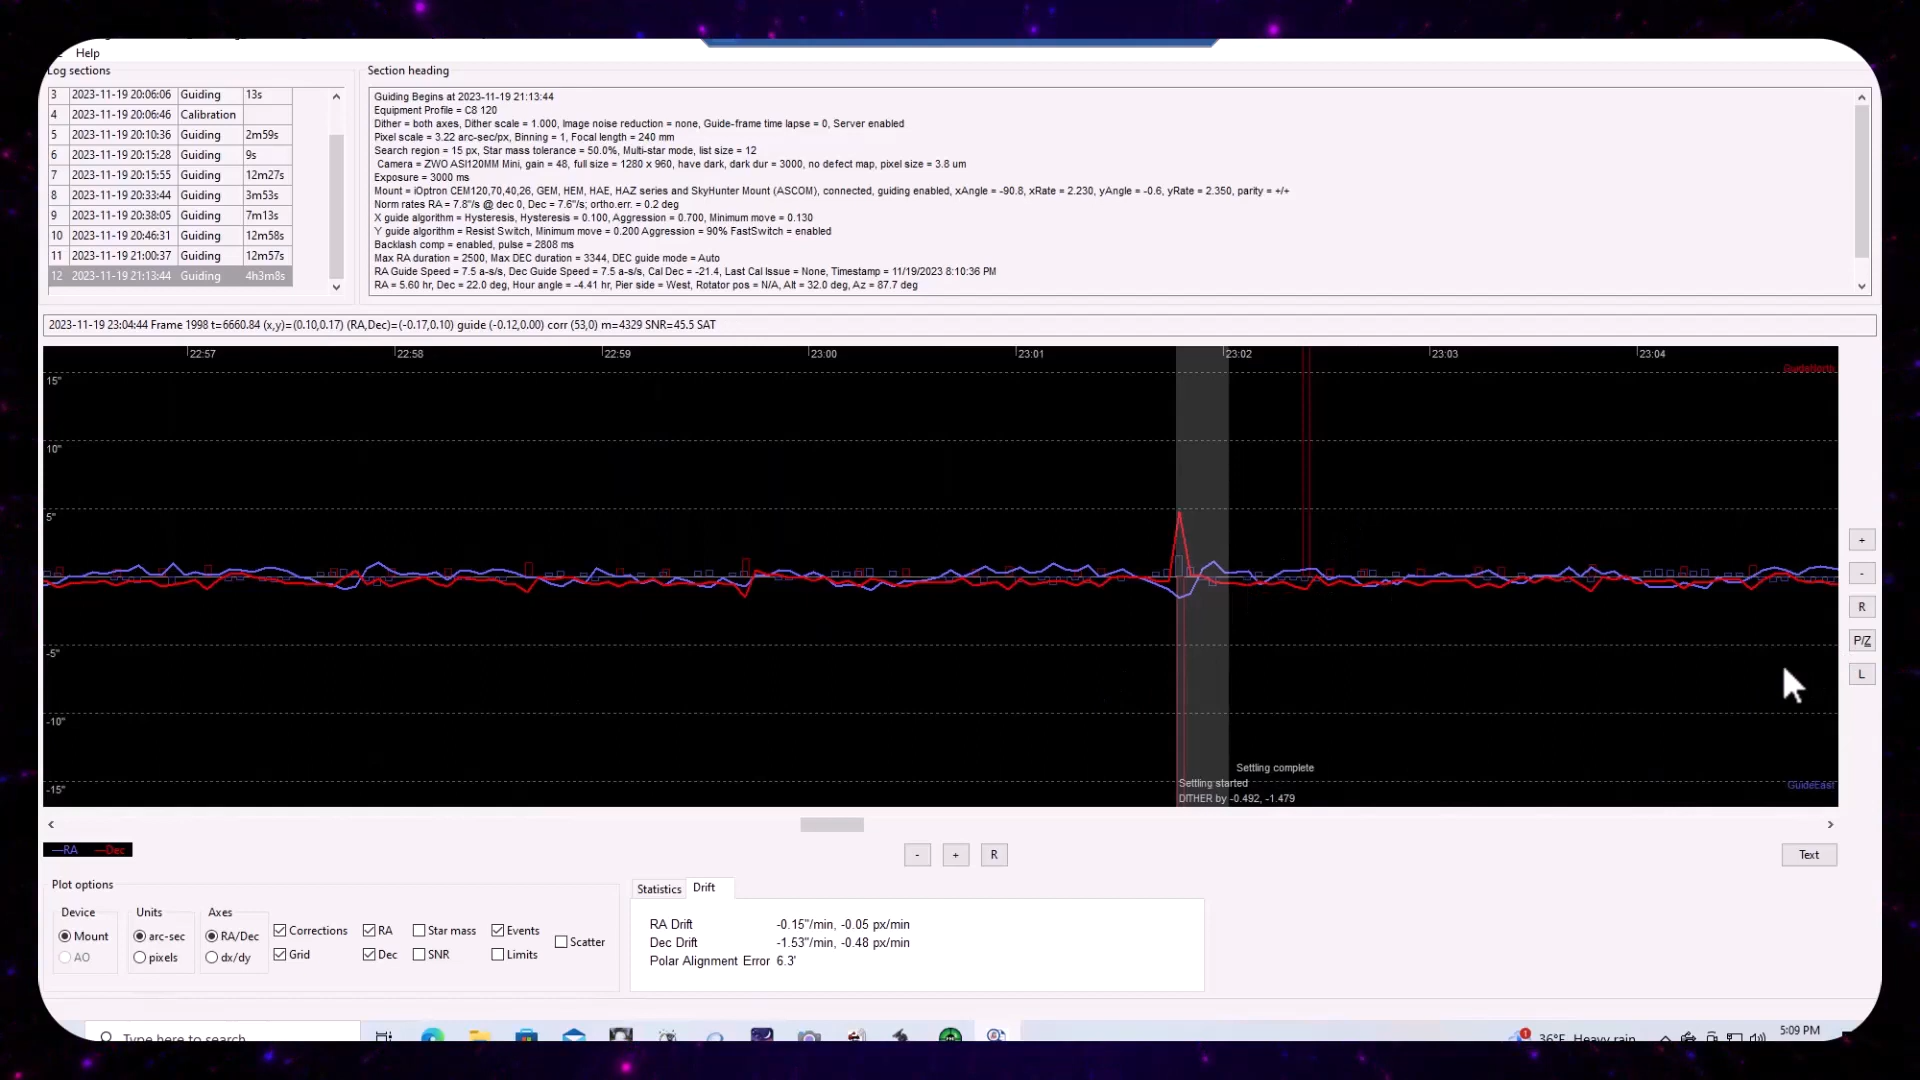 Help
Log sections
3 2023-11-19 20:06:06 Guiding 13s
4 2023-11-19 20:06:46 Calibration
5 2023-11-19 20:10:36 Guiding 2m59s
6 2023-11-19 20:15:28 Guiding 9s
7 2023-11-19 20:15:55 Guiding 12m27s
8 2023-11-19 20:33:44 Guiding 3m53s
9 2023-11-19 20:38:05 Guiding 7m13s
10 2023-11-19 20:46:31 Guiding 12m58s
11 2023-11-19 21:00:37 Guiding 12m57s
12 2023-11-19 21:13:44 Guiding 4h3m8s
Section heading
Guiding Begins at 2023-11-19 21:13:44
Equipment Profile = C8 120
Dither = both axes, Dither scale = 1.000, Image noise reduction = none, Guide-frame time lapse = 0, Server enabled
Pixel scale = 3.22 arc-sec/px, Binning = 1, Focal length = 240 mm
Search region = 15 px, Star mass tolerance = 50.0%, Multi-star mode, list size = 12
Camera = ZWO ASI120MM Mini, gain = 48, full size = 1280 x 960, have dark, dark dur = 3000, no defect map, pixel size = 3.8 um
Exposure = 3000 ms
Mount = iOptron CEM120,70,40,26, GEM, HEM, HAE, HAZ series and SkyHunter Mount (ASCOM), connected, guiding enabled, xAngle = -90.8, xRate = 2.230, yAngle = -0.6, yRate = 2.350, parity = +/+
Norm rates RA = 7.8"/s @ dec 0, Dec = 7.6"/s; ortho.err. = 0.2 deg
X guide algorithm = Hysteresis, Hysteresis = 0.100, Aggression = 0.700, Minimum move = 0.130
Y guide algorithm = Resist Switch, Minimum move = 0.200 Aggression = 90% FastSwitch = enabled
Backlash comp = enabled, pulse = 2808 ms
Max RA duration = 2500, Max DEC duration = 3344, DEC guide mode = Auto
RA Guide Speed = 7.5 a-s/s, Dec Guide Speed = 7.5 a-s/s, Cal Dec = -21.4, Last Cal Issue = None, Timestamp = 11/19/2023 8:10:36 PM
RA = 5.60 hr, Dec = 22.0 deg, Hour angle = -4.41 hr, Pier side = West, Rotator pos = N/A, Alt = 32.0 deg, Az = 87.7 deg
2023-11-19 23:04:44 Frame 1998 t=6660.84 (x,y)=(0.10,0.17) (RA,Dec)=(-0.17,0.10) guide (-0.12,0.00) corr (53,0) m=4329 SNR=45.5 SAT
22:57 22:58 22:59 23:00 23:01 23:02 23:03 23:04
GuideNorth
15"
10"
5"
-5"
-10"
-15"
Settling complete
Settling started
DITHER by -0.492, -1.479
GuideEast
+
-
R
P/Z
L
< >
RA Dec
- + R
Text
Plot options
Device Units Axes
Mount arc-sec RA/Dec Corrections RA Star mass Events
Scatter
AO pixels dx/dy Grid Dec SNR Limits
Statistics Drift
RA Drift -0.15"/min, -0.05 px/min
Dec Drift -1.53"/min, -0.48 px/min
Polar Alignment Error 6.3'
Type here to search
1
36°F Heavy rain
5:09 PM